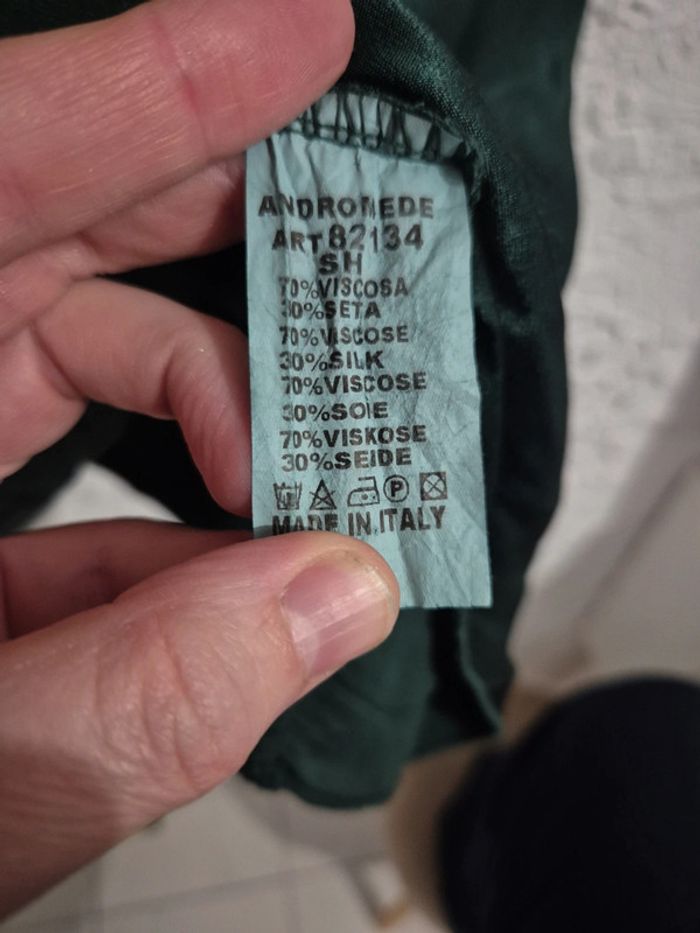 ANDROMEDE
ART 82134
SH
70%VISCOSA
30%SETA
70%VISCOSE
30%SILK
70%VISCOSE
30%SOIE
70%VISKOSE
30%SEIDE
P
MADE IN ITALY